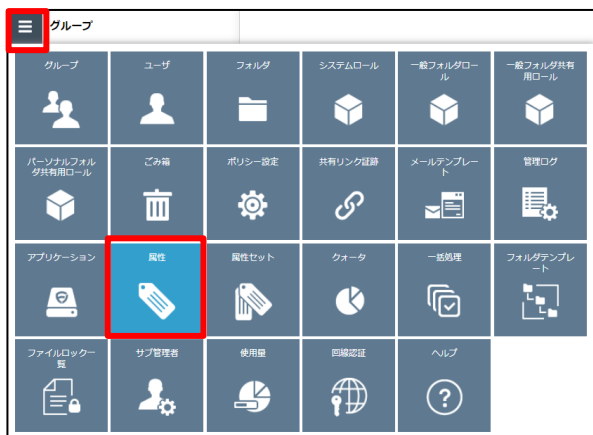 グループ
グループ
ユーザ
フォルダ
システムロール
一般フォルダロー
ル
一般フォルダ共有
用ロール
パーソナルフォル
ダ共有用ロール
ごみ箱
ポリシー設定
共有リンク証跡
メールテンプレー
ト
管理ログ
アプリケーション
属性
属性セット
クォータ
一括処理
フォルダテンプレ
ート
ファイルロック一
覧
サブ管理者
使用量
回線認証
ヘルプ